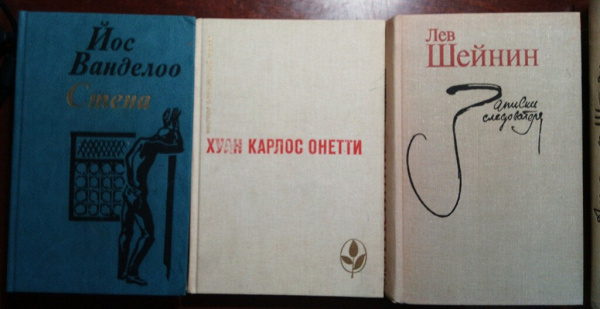 Йос
Ванделоо
Стена
ХУАН КАРЛОС ОНЕТТИ
Лев
Шейнин
Записки
следователя